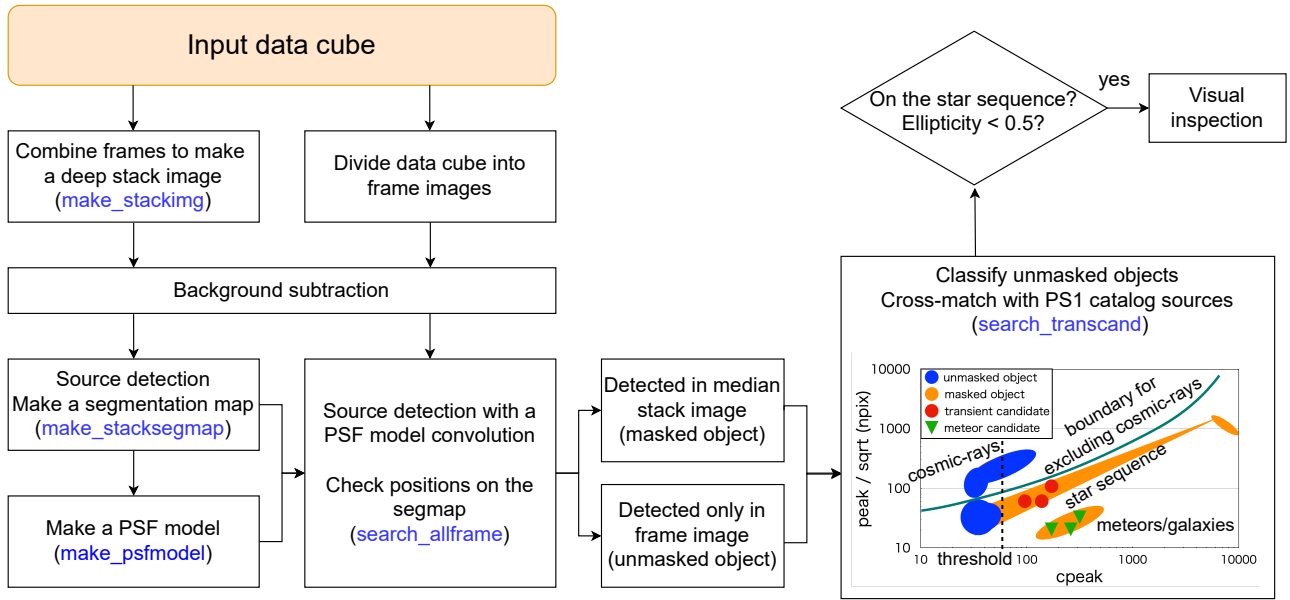 Input data cube
Combine frames to make
a deep stack image
(make_stackimg)
Divide data cube into
frame images
Background subtraction
Source detection
Make a segmentation map
(make_stacksegmap)
Make a PSF model
(make_psfmodel)
Source detection with a
PSF model convolution
Check positions on the
segmap
(search_allframe)
Detected in median
stack image
(masked object)
Detected only in
frame image
(unmasked object)
On the star sequence?
Ellipticity < 0.5?
yes
Visual
inspection
Classify unmasked objects
Cross-match with PS1 catalog sources
(search_transcand)
peak / sqrt (npix)
10000
1000
100
10
unmasked object
masked object
transient candidate
meteor candidate
boundary for
excluding cosmic-rays
cosmic-rays
star sequence
meteors/galaxies
threshold
10
100
1000
10000
cpeak